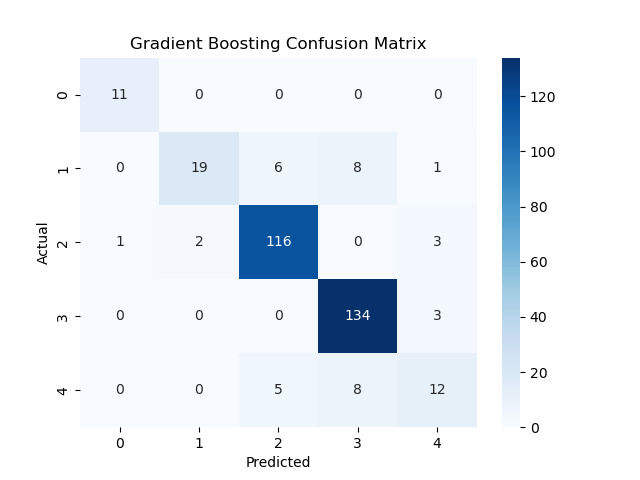 Gradient Boosting Confusion Matrix
0 11 0 0 0 0
1 0 19 6 8 1
2 1 2 116 0 3
3 0 0 0 134 3
4 0 0 5 8 12
0 1 2 3 4
Predicted
Actual
120
100
80
60
40
20
0